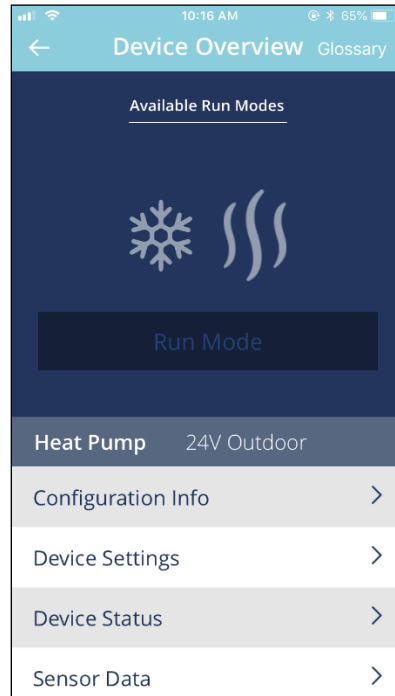 10:16 AM 65%
Device Overview Glossary
Available Run Modes
Run Mode
Heat Pump 24V Outdoor
Configuration Info
Device Settings
Device Status
Sensor Data